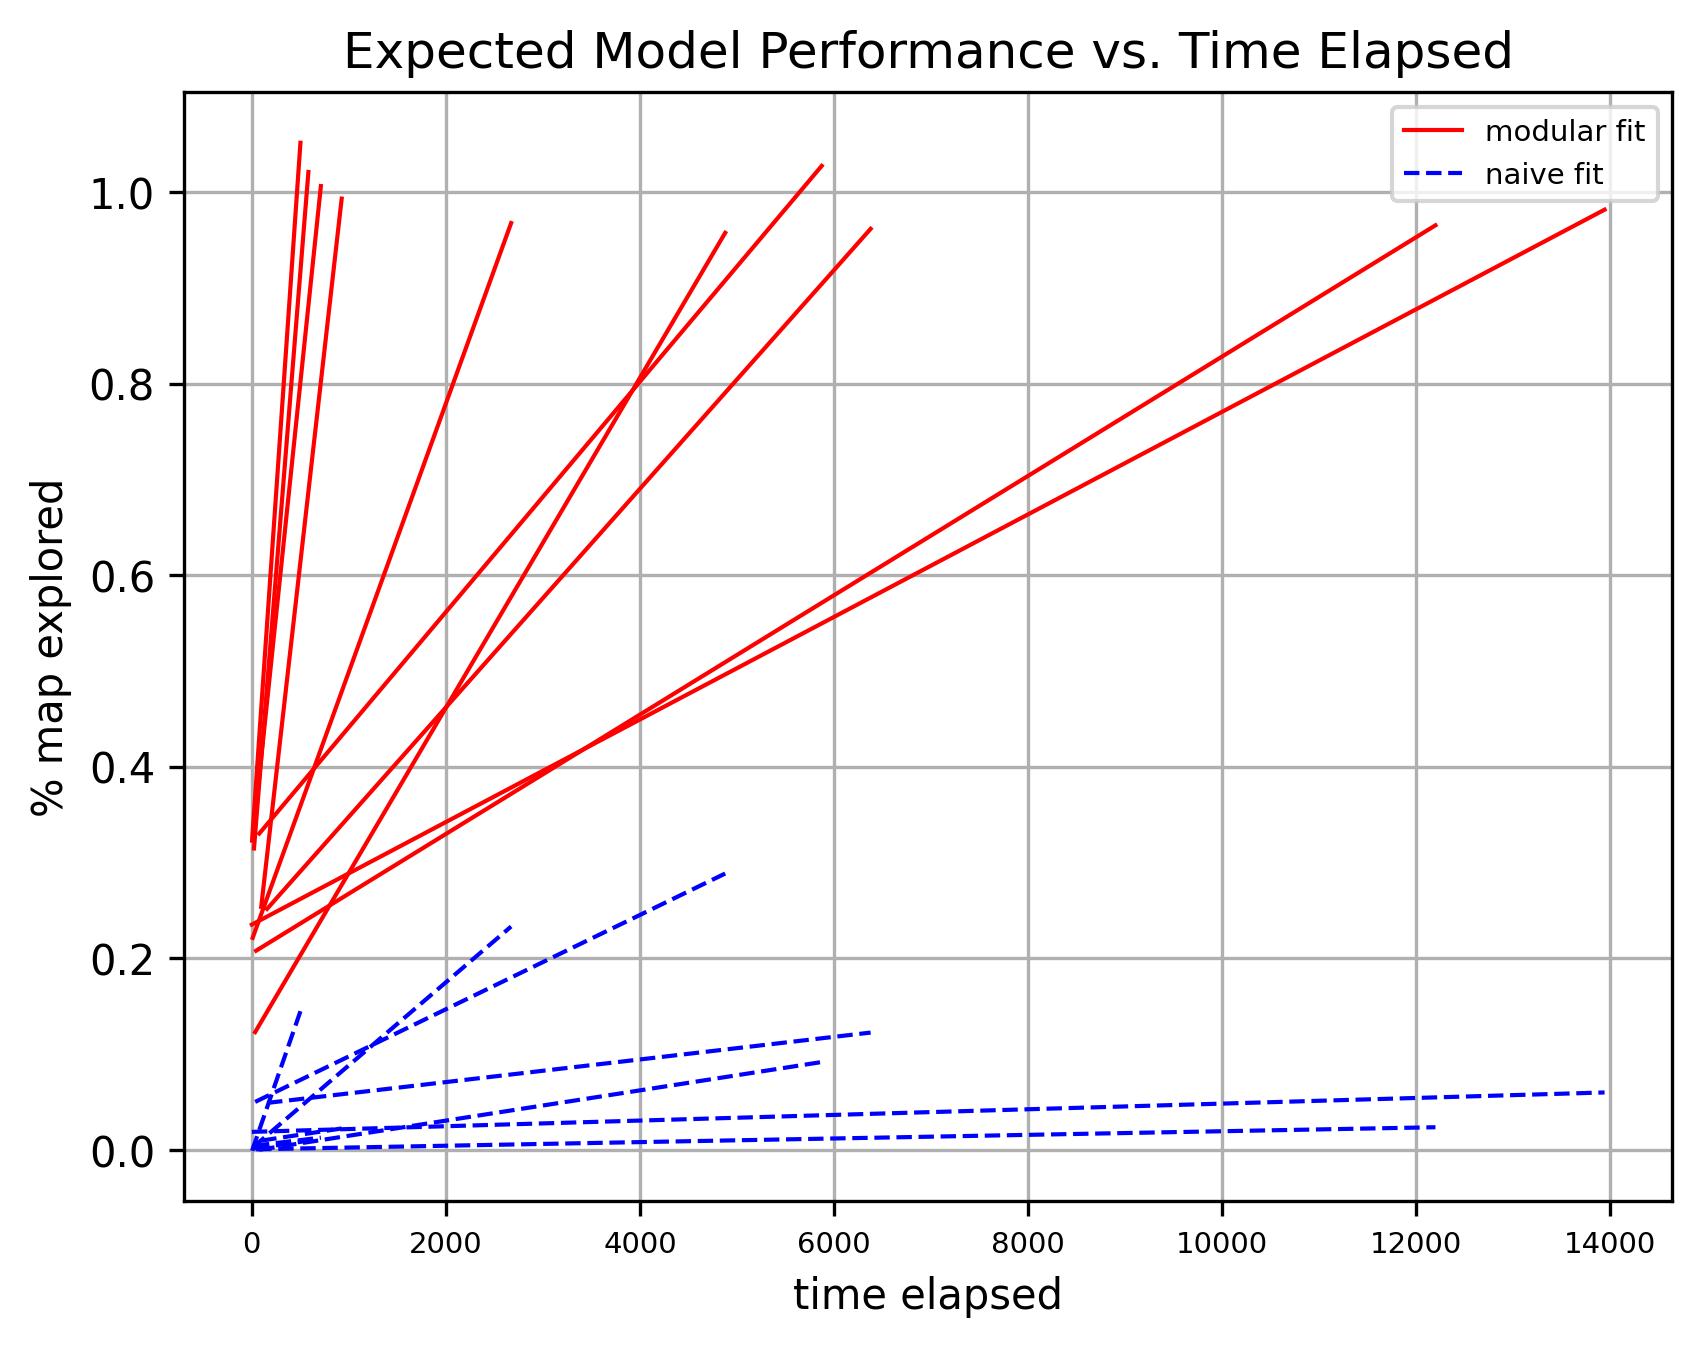 Expected Model Performance vs. Time Elapsed
modular fit
naive fit
% map explored
1.0
0.8
0.6
0.4
0.2
0.0
0 2000 4000 6000 8000 10000 12000 14000
time elapsed